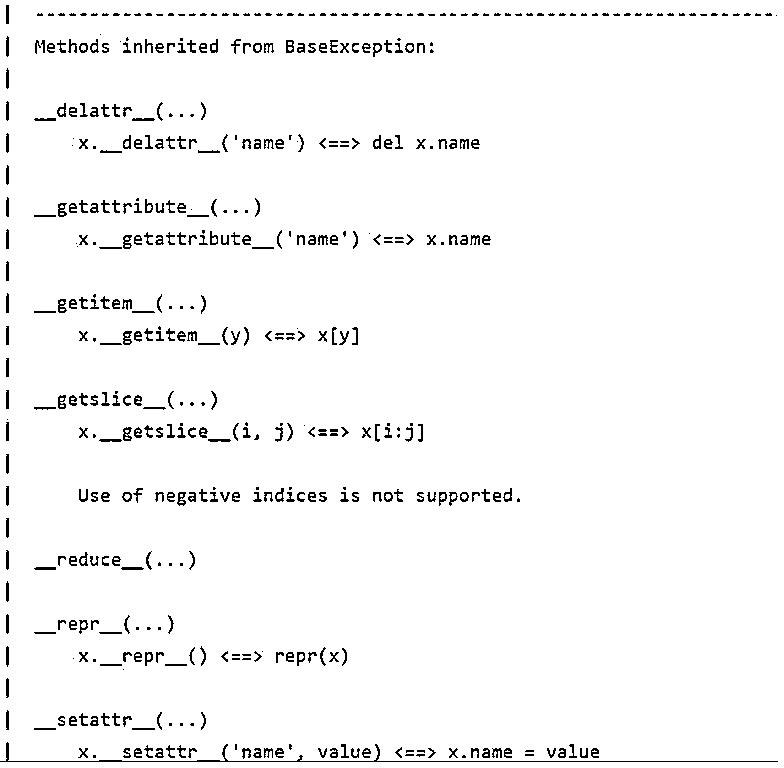 | ----------------------------------------------------------------------
| Methods inherited from BaseException:
|
| __delattr__(...)
|     x.__delattr__('name') <==> del x.name
|
| __getattribute__(...)
|     x.__getattribute__('name') <==> x.name
|
| __getitem__(...)
|     x.__getitem__(y) <==> x[y]
|
| __getslice__(...)
|     x.__getslice__(i, j) <==> x[i:j]
|
|     Use of negative indices is not supported.
|
| __reduce__(...)
|
| __repr__(...)
|     x.__repr__() <==> repr(x)
|
| __setattr__(...)
|     x.__setattr__('name', value) <==> x.name = value